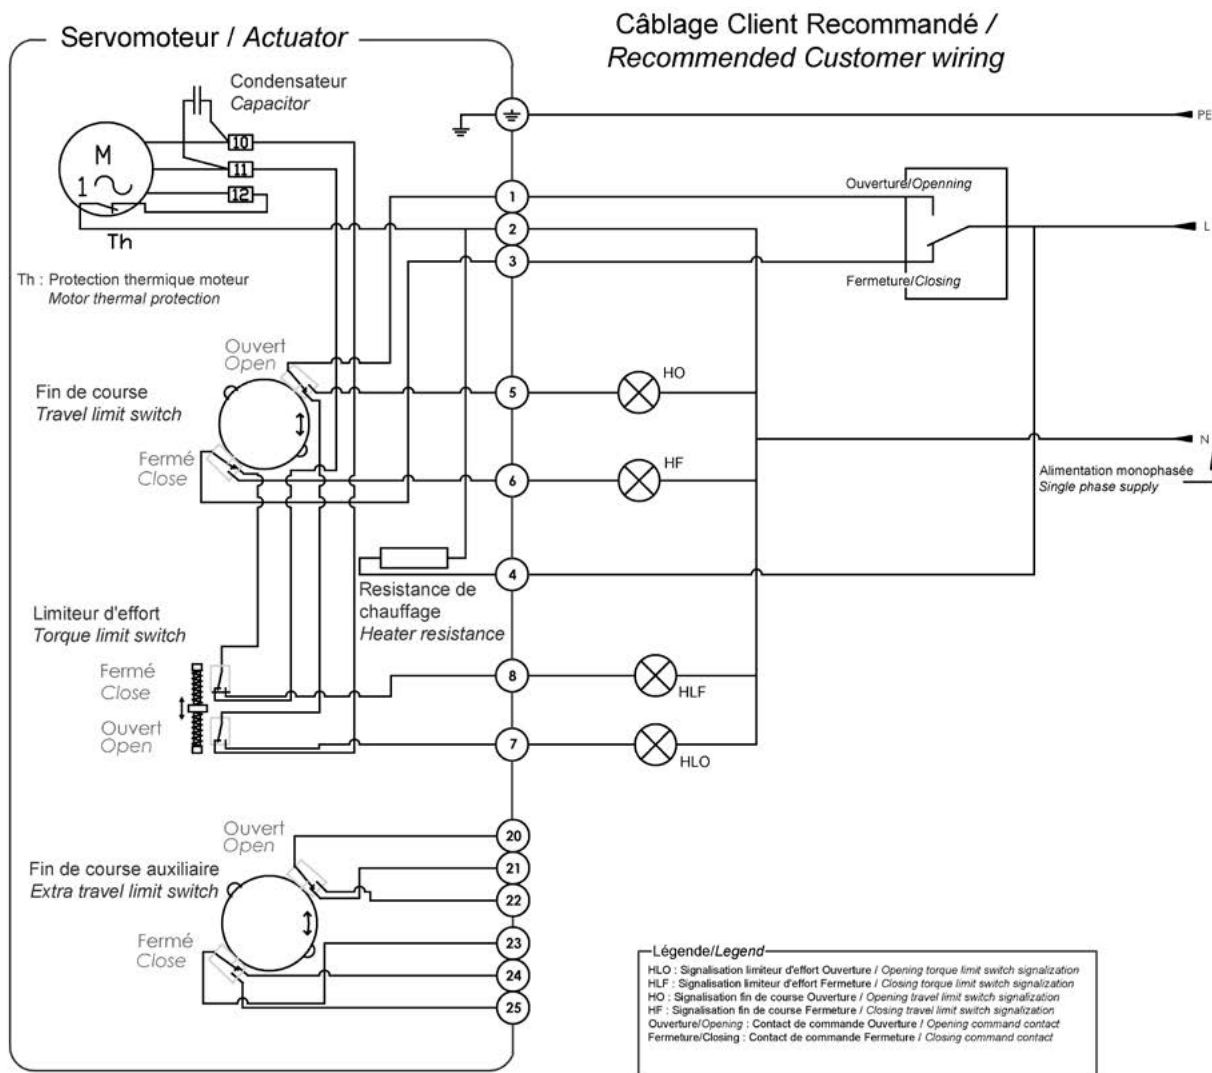 Servomoteur / Actuator
Câblage Client Recommandé /
Recommended Customer wiring
Condensateur
Capacitor
PE
10
M
11
1
12
Th
Ouverture/Openning
1
2
L
3
Th : Protection thermique moteur
Motor thermal protection
Fermeture/Closing
Ouvert
Open
Fin de course
Travel limit switch
5
HO
N
Fermé
Close
6
HF
Alimentation monophasée
Single phase supply
4
Resistance de
chauffage
Heater resistance
Limiteur d'effort
Torque limit switch
Fermé
Close
8
HLF
Ouvert
Open
7
HLO
Ouvert
Open
20
21
Fin de course auxiliaire
Extra travel limit switch
22
Fermé
Close
23
24
25
Légende/Legend
HLO : Signalisation limiteur d'effort Ouverture / Opening torque limit switch signalization
HLF : Signalisation limiteur d'effort Fermeture / Closing torque limit switch signalization
HO : Signalisation fin de course Ouverture / Opening travel limit switch signalization
HF : Signalisation fin de course Fermeture / Closing travel limit switch signalization
Ouverture/Opening : Contact de commande Ouverture / Opening command contact
Fermeture/Closing : Contact de commande Fermeture / Closing command contact